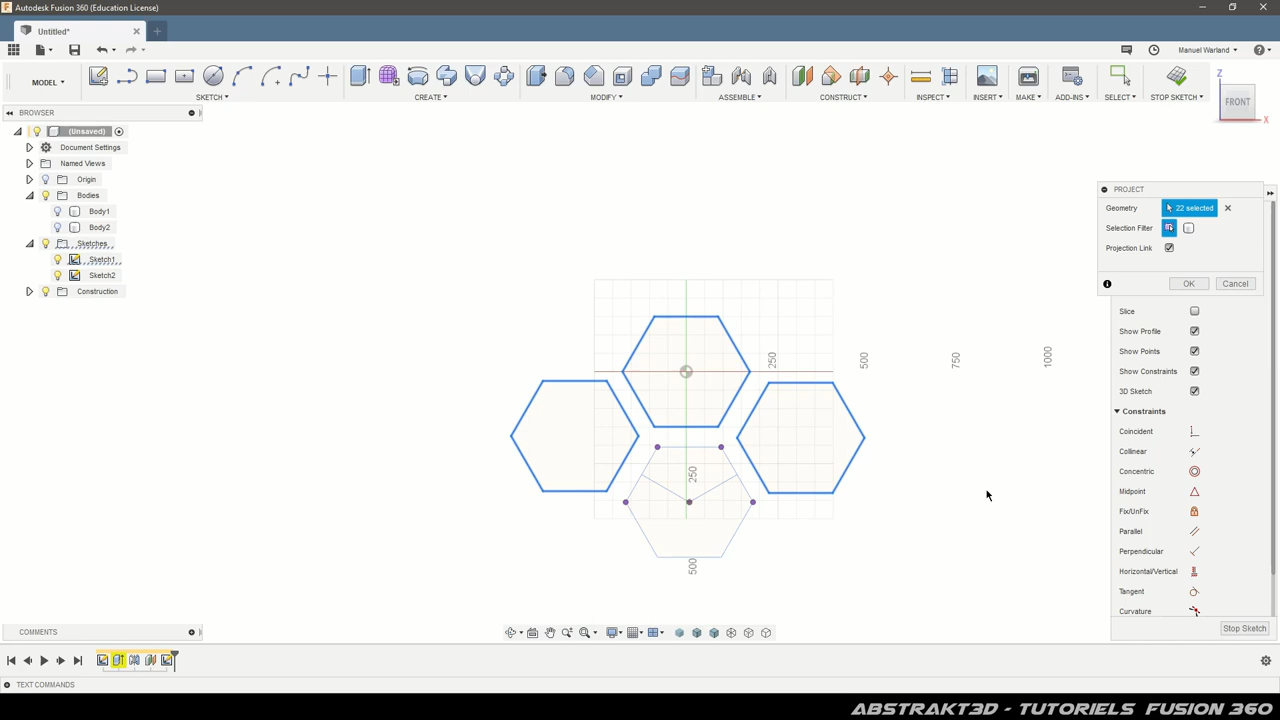 Autodesk Fusion 360 (Education License)
Untitled*
Manuel Warland
MODEL
SKETCH
CREATE
MODIFY
ASSEMBLE
CONSTRUCT
INSPECT
INSERT
MAKE
ADD-INS
SELECT
STOP SKETCH
Z
FRONT
X
BROWSER
(Unsaved)
Document Settings
Named Views
Origin
Bodies
Body1
Body2
Sketches
Sketch1
Sketch2
Construction
PROJECT
Geometry
22 selected
Selection Filter
Projection Link
OK
Cancel
Slice
Show Profile
Show Points
Show Constraints
3D Sketch
Constraints
Coincident
Collinear
Concentric
Midpoint
Fix/UnFix
Parallel
Perpendicular
Horizontal/Vertical
Tangent
Curvature
Stop Sketch
250
500
750
1000
250
500
COMMENTS
TEXT COMMANDS
ABSTRAKT3D - TUTORIELS FUSION 360